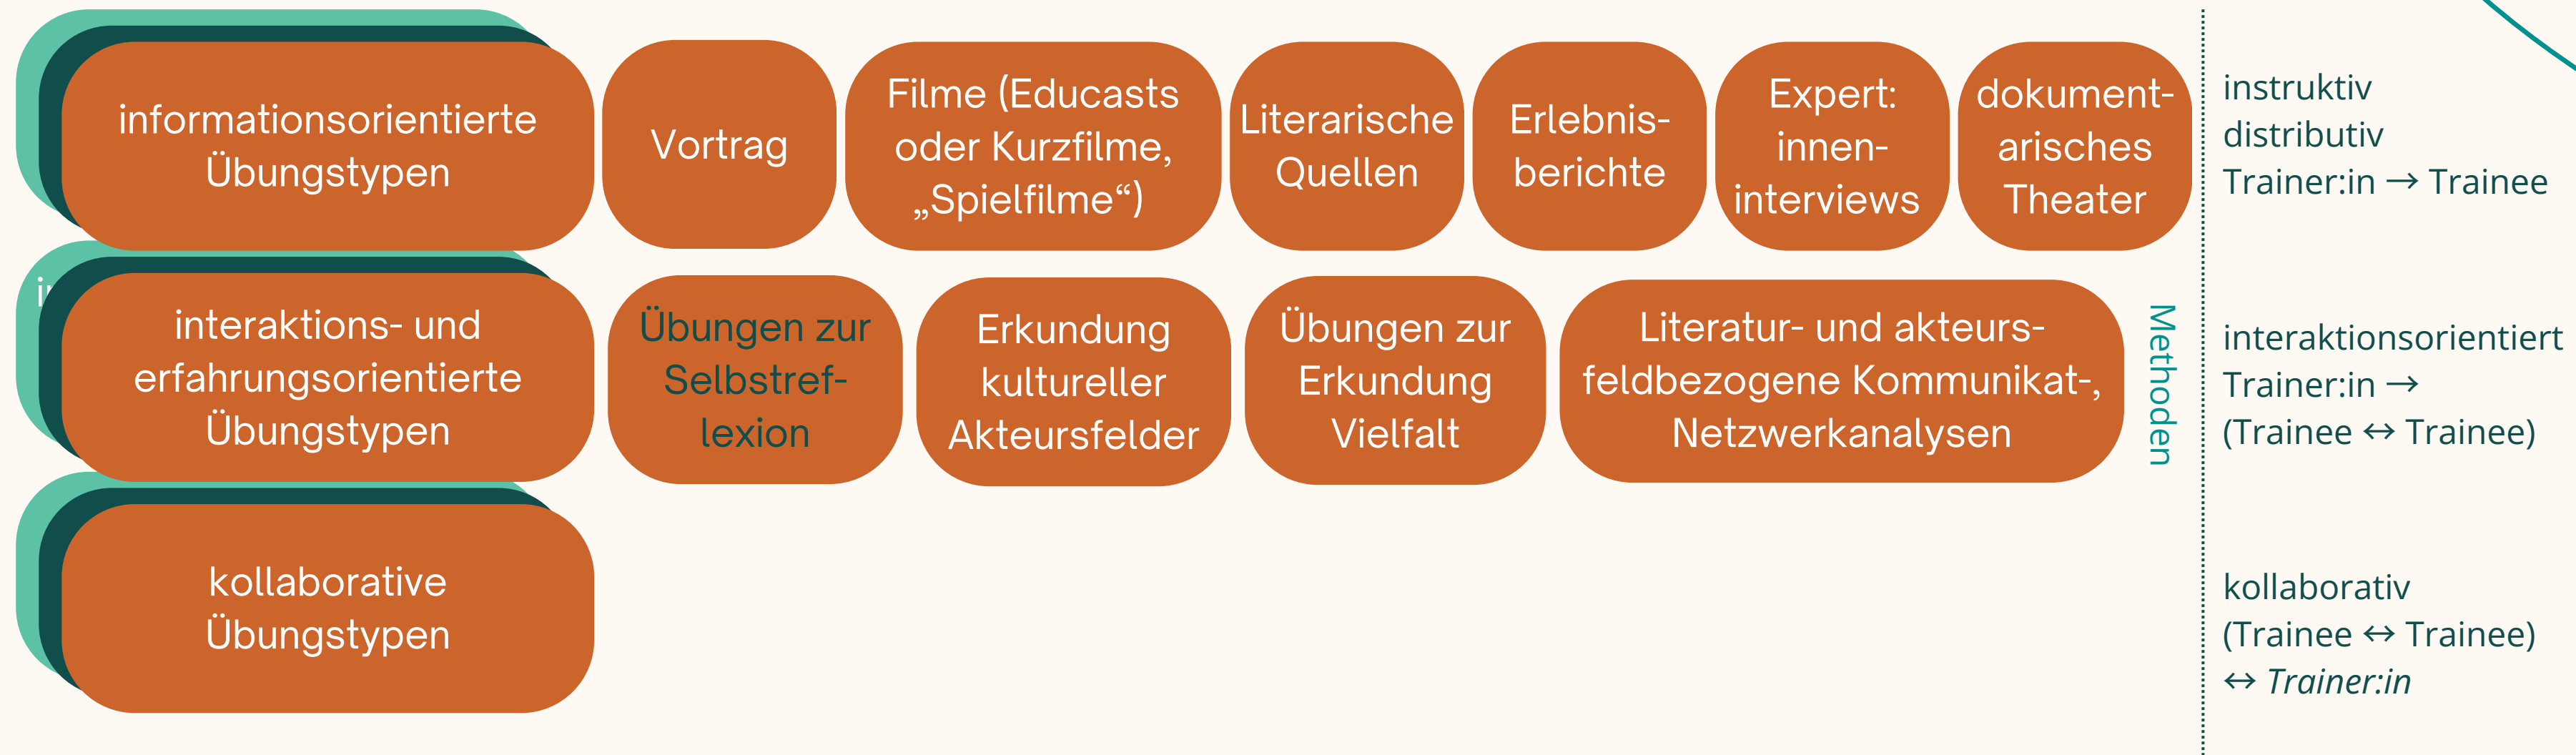 informationsorientierte
Übungstypen
Vortrag
Filme (Educasts
oder Kurzfilme,
„Spielfilme“)
Literarische
Quellen
Erlebnis-
berichte
Expert:
innen-
interviews
dokument-
arisches
Theater
instruktiv
distributiv
Trainer:in → Trainee
interaktions- und
erfahrungsorientierte
Übungstypen
Übungen zur
Selbstref-
lexion
Erkundung
kultureller
Akteursfelder
Übungen zur
Erkundung
Vielfalt
Literatur- und akteurs-
feldbezogene Kommunikat-,
Netzwerkanalysen
Methoden
interaktionsorientiert
Trainer:in →
(Trainee ↔ Trainee)
kollaborative
Übungstypen
kollaborativ
(Trainee ↔ Trainee)
↔ Trainer:in